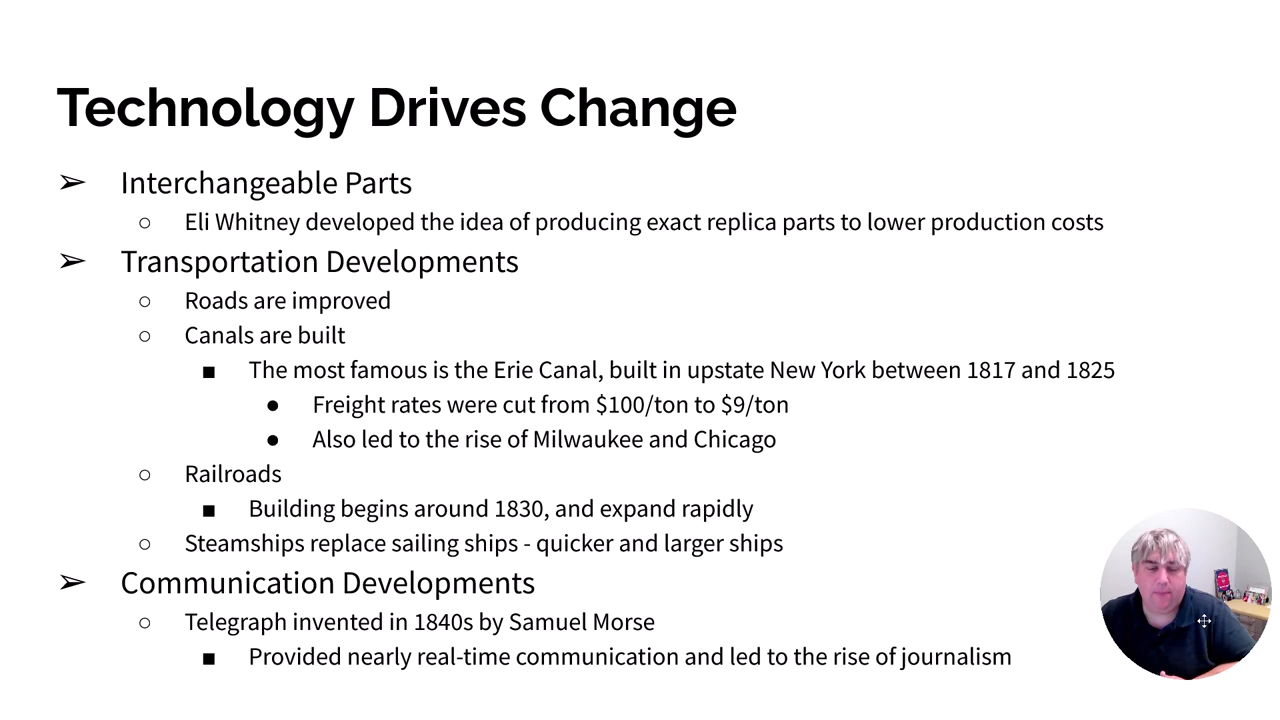 Technology Drives Change
➢ Interchangeable Parts
○ Eli Whitney developed the idea of producing exact replica parts to lower production costs
➢ Transportation Developments
○ Roads are improved
○ Canals are built
■ The most famous is the Erie Canal, built in upstate New York between 1817 and 1825
● Freight rates were cut from $100/ton to $9/ton
● Also led to the rise of Milwaukee and Chicago
○ Railroads
■ Building begins around 1830, and expand rapidly
○ Steamships replace sailing ships - quicker and larger ships
➢ Communication Developments
○ Telegraph invented in 1840s by Samuel Morse
■ Provided nearly real-time communication and led to the rise of journalism